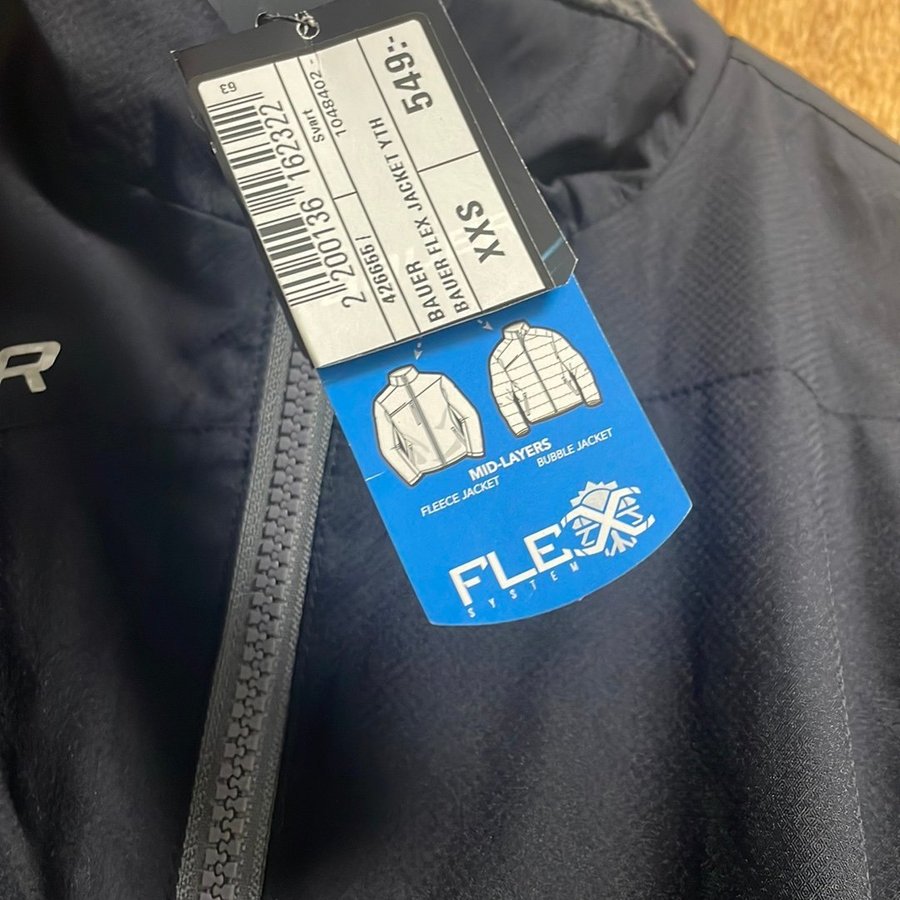 63
2 200136 162322
Svart
1048402 -
426666 /
BAUER
BAUER FLEX JACKET YTH
549:-
XXS
R
MID-LAYERS
FLEECE JACKET
BUBBLE JACKET
FLEX
SYSTEM